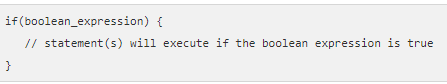 if(boolean_expression) {
   // statement(s) will execute if the boolean expression is true
}